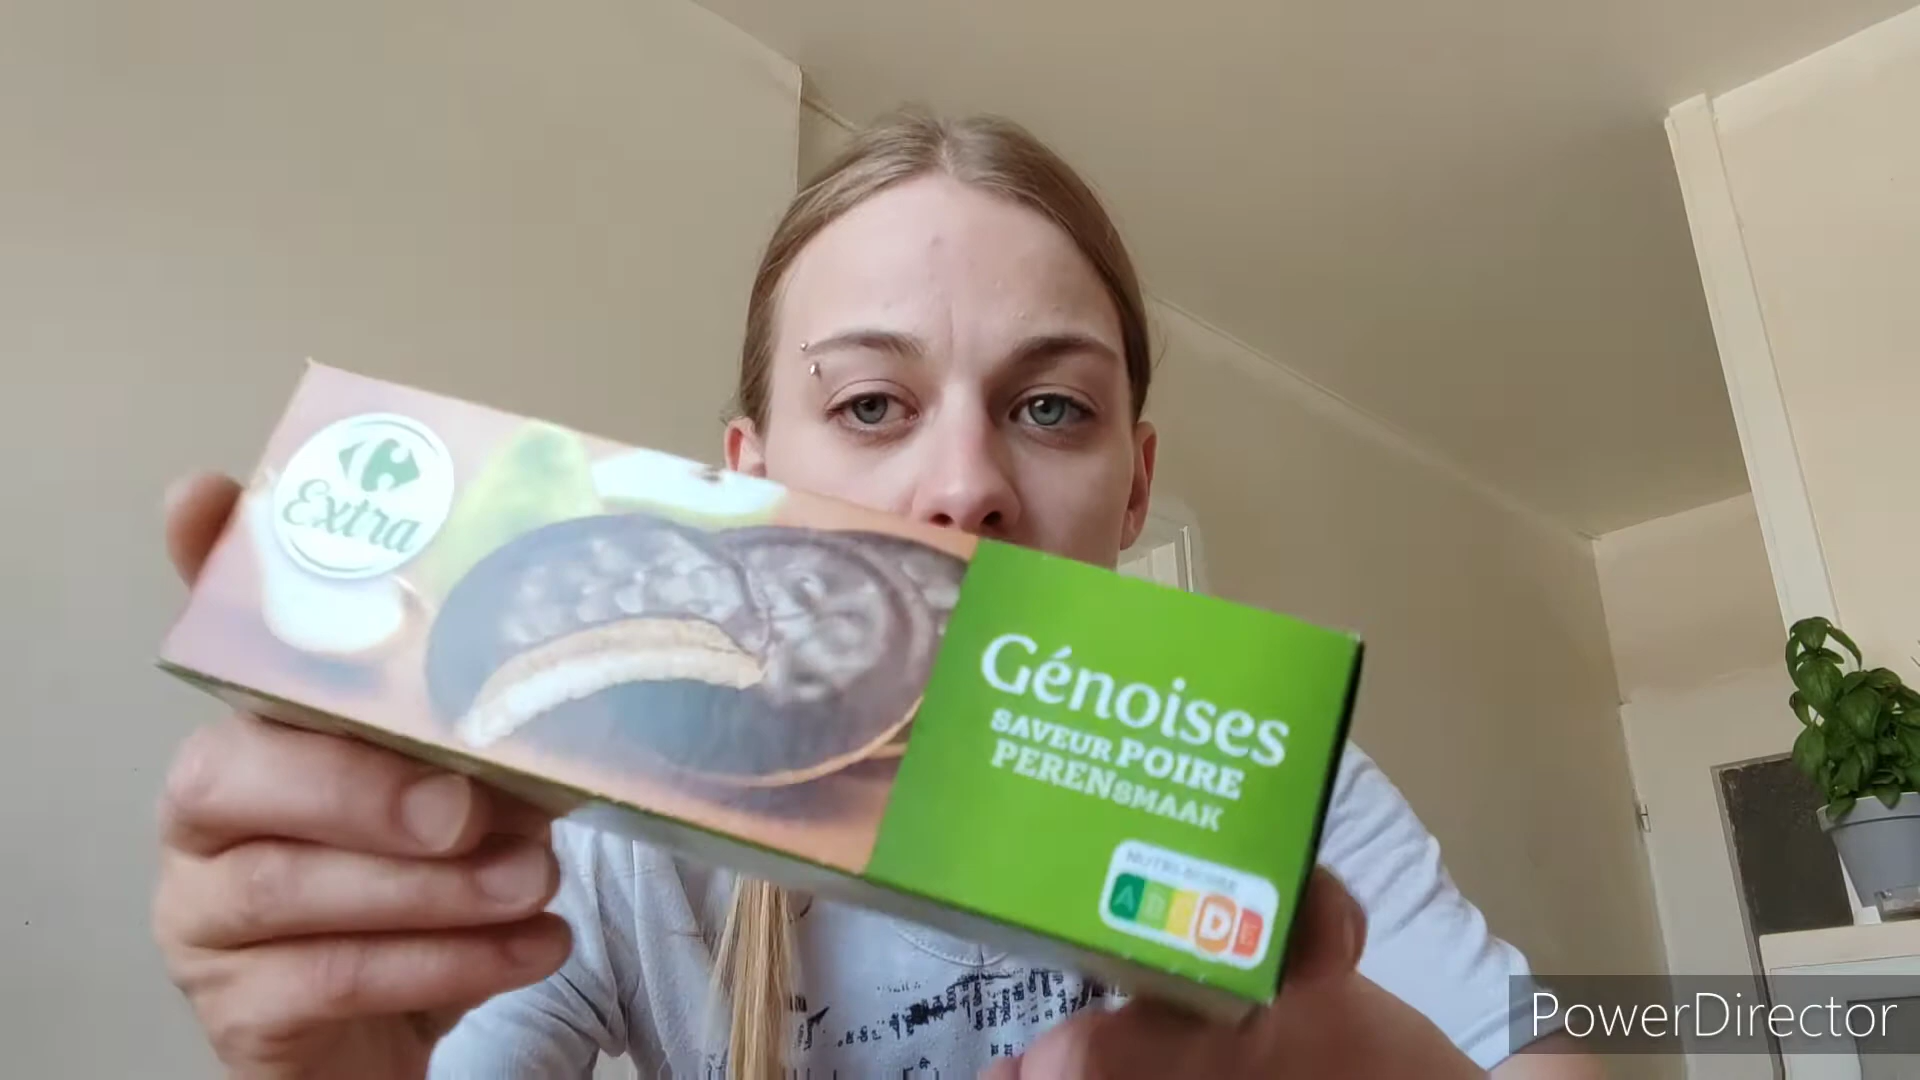 Extra
Génoises
SAVEUR POIRE
PERENSMAAK
NUTRI-SCORE
A B C D E
PowerDirector